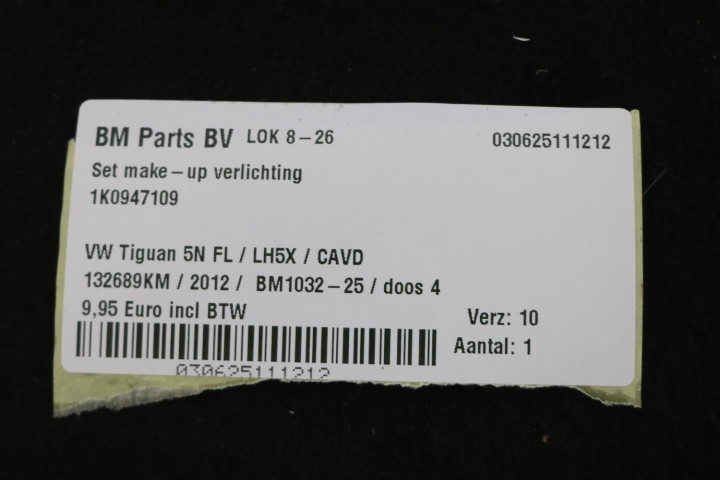 BM Parts BV LOK 8-26 030625111212
Set make-up verlichting
1K0947109
VW Tiguan 5N FL / LH5X / CAVD
132689KM / 2012 / BM1032-25 / doos 4
9,95 Euro incl BTW
Verz: 10
Aantal: 1
030625111212